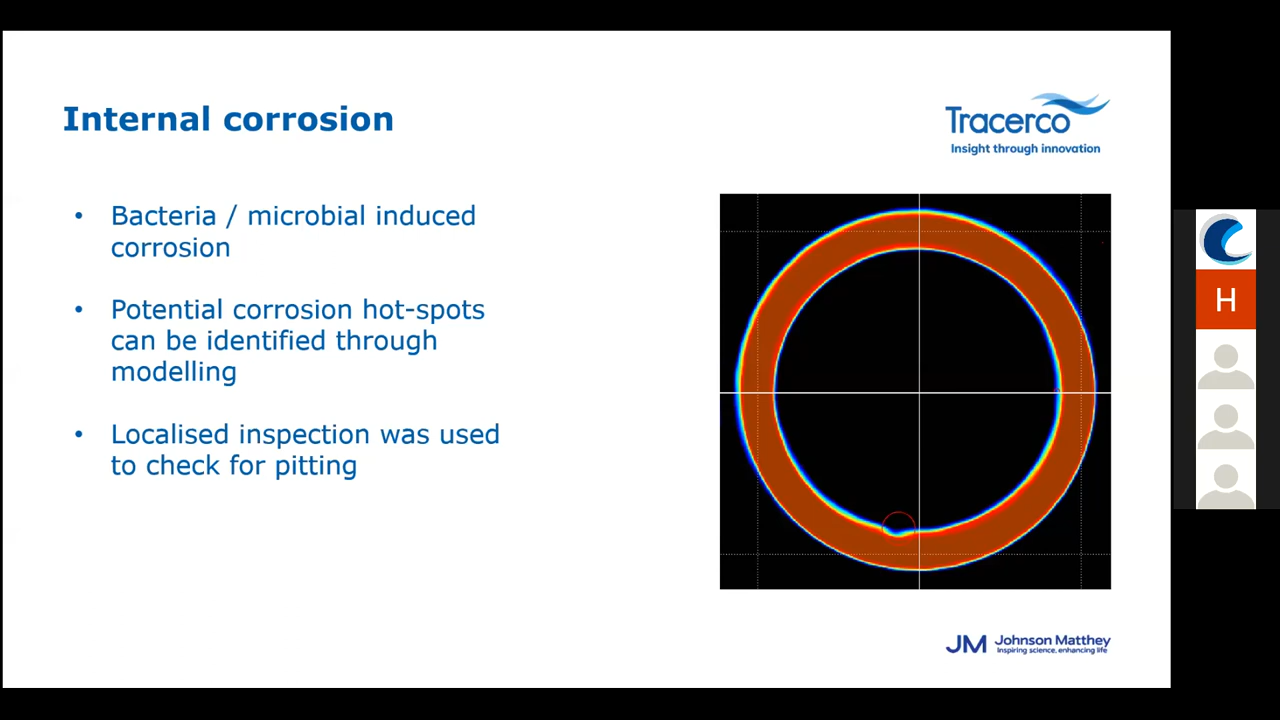 Internal corrosion
Tracerco
Insight through innovation
• Bacteria / microbial induced
corrosion
• Potential corrosion hot-spots
can be identified through
modelling
• Localised inspection was used
to check for pitting
H
JM Johnson Matthey
Inspiring science, enhancing life